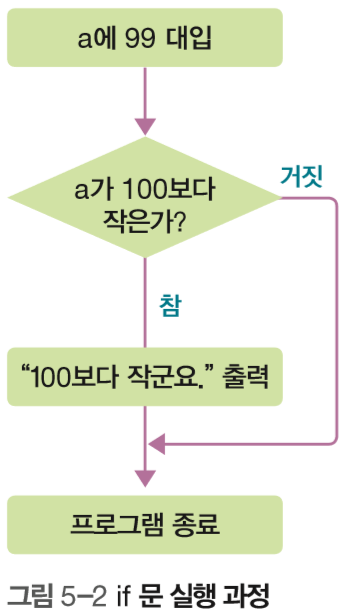 a에 99 대입
a가 100보다
작은가?
거짓
참
“100보다 작군요.” 출력
프로그램 종료
그림 5-2 if 문 실행 과정